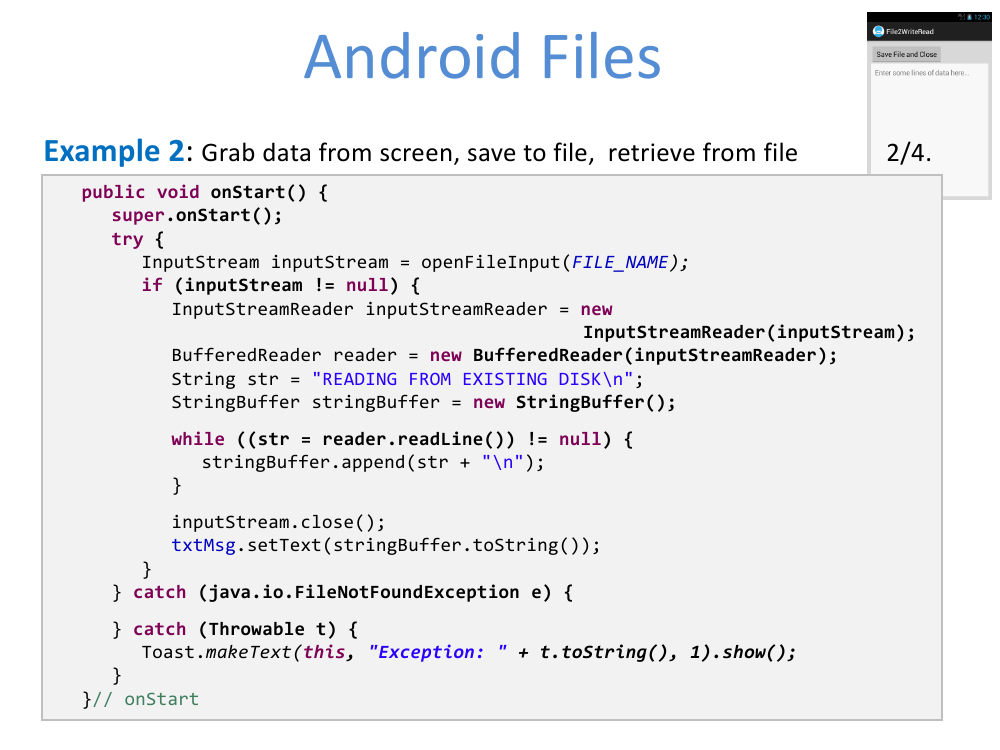 Android Files
12:30
File2WriteRead
Save File and Close
Enter some lines of data here...
Example 2: Grab data from screen, save to file, retrieve from file 2/4.
public void onStart() {
super.onStart();
try {
InputStream inputStream = openFileInput(FILE_NAME);
if (inputStream != null) {
InputStreamReader inputStreamReader = new
InputStreamReader(inputStream);
BufferedReader reader = new BufferedReader(inputStreamReader);
String str = "READING FROM EXISTING DISK\n";
StringBuffer stringBuffer = new StringBuffer();
while ((str = reader.readLine()) != null) {
stringBuffer.append(str + "\n");
}
inputStream.close();
txtMsg.setText(stringBuffer.toString());
}
} catch (java.io.FileNotFoundException e) {
} catch (Throwable t) {
Toast.makeText(this, "Exception: " + t.toString(), 1).show();
}
}// onStart